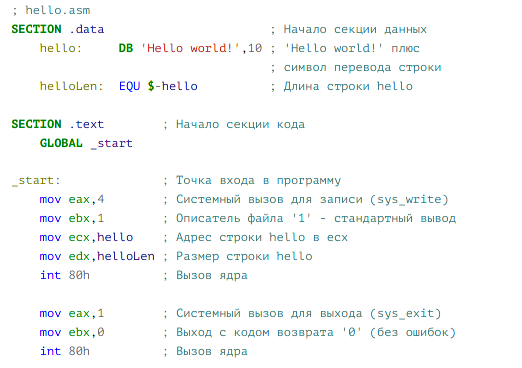 ; hello.asm
SECTION .data                       ; Начало секции данных
    hello:     DB 'Hello world!',10 ; 'Hello world!' плюс
                                    ; символ перевода строки
    helloLen:  EQU $-hello          ; Длина строки hello

SECTION .text        ; Начало секции кода
    GLOBAL _start

_start:              ; Точка входа в программу
    mov eax,4        ; Системный вызов для записи (sys_write)
    mov ebx,1        ; Описатель файла '1' - стандартный вывод
    mov ecx,hello    ; Адрес строки hello в ecx
    mov edx,helloLen ; Размер строки hello
    int 80h          ; Вызов ядра

    mov eax,1        ; Системный вызов для выхода (sys_exit)
    mov ebx,0        ; Выход с кодом возврата '0' (без ошибок)
    int 80h          ; Вызов ядра